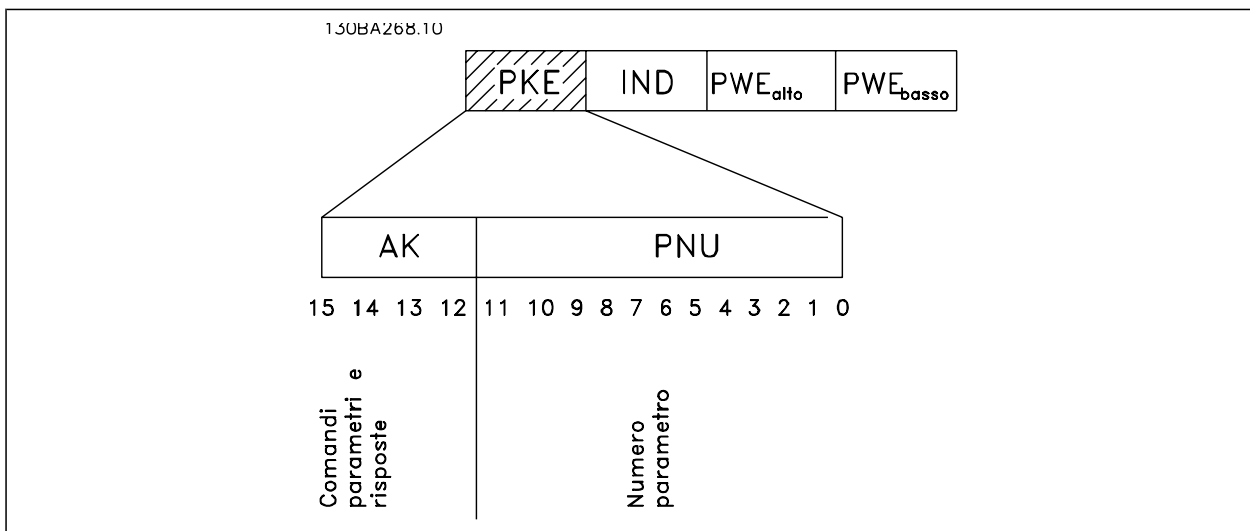 130BA268.10
PKE IND PWEalto PWEbasso
AK PNU
15 14 13 12 11 10 9 8 7 6 5 4 3 2 1 0
Comandi
parametri e
risposte
Numero
parametro